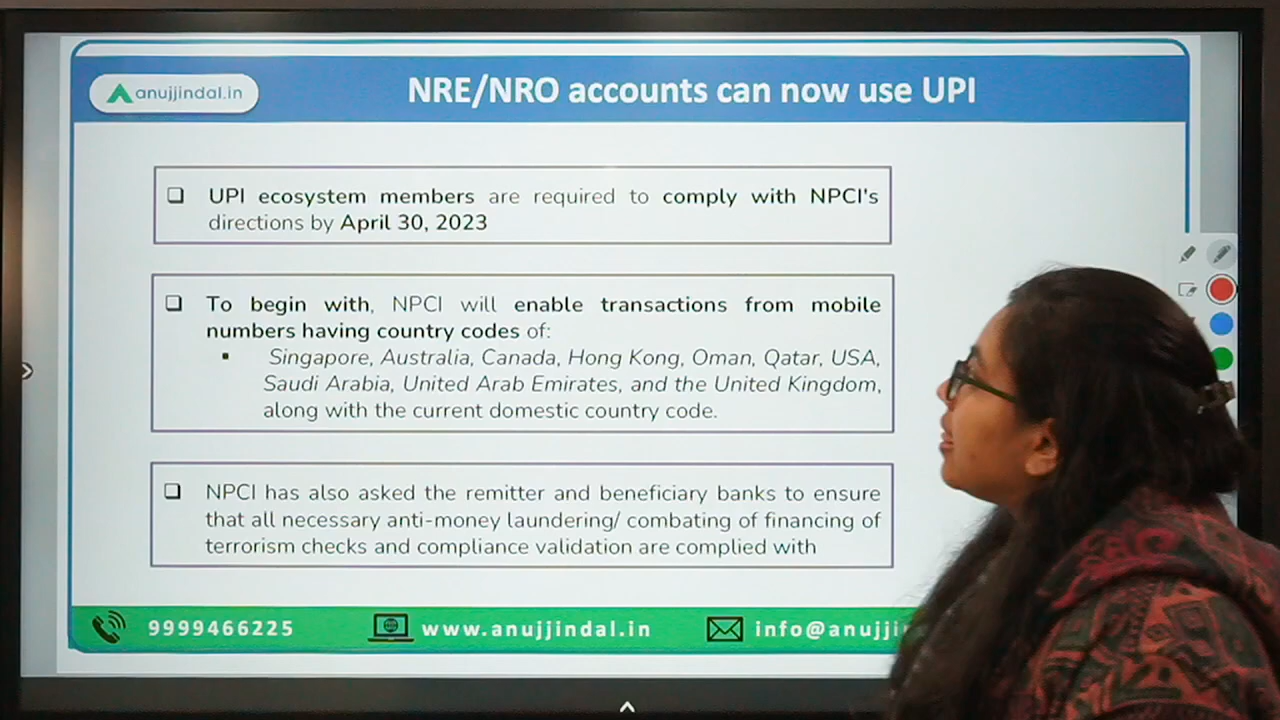 anujjindal.in
NRE/NRO accounts can now use UPI
UPI ecosystem members are required to comply with NPCI's
directions by April 30, 2023
To begin with, NPCI will enable transactions from mobile
numbers having country codes of:
Singapore, Australia, Canada, Hong Kong, Oman, Qatar, USA,
Saudi Arabia, United Arab Emirates, and the United Kingdom,
along with the current domestic country code.
NPCI has also asked the remitter and beneficiary banks to ensure
that all necessary anti-money laundering/ combating of financing of
terrorism checks and compliance validation are complied with
9999466225
www.anujjindal.in